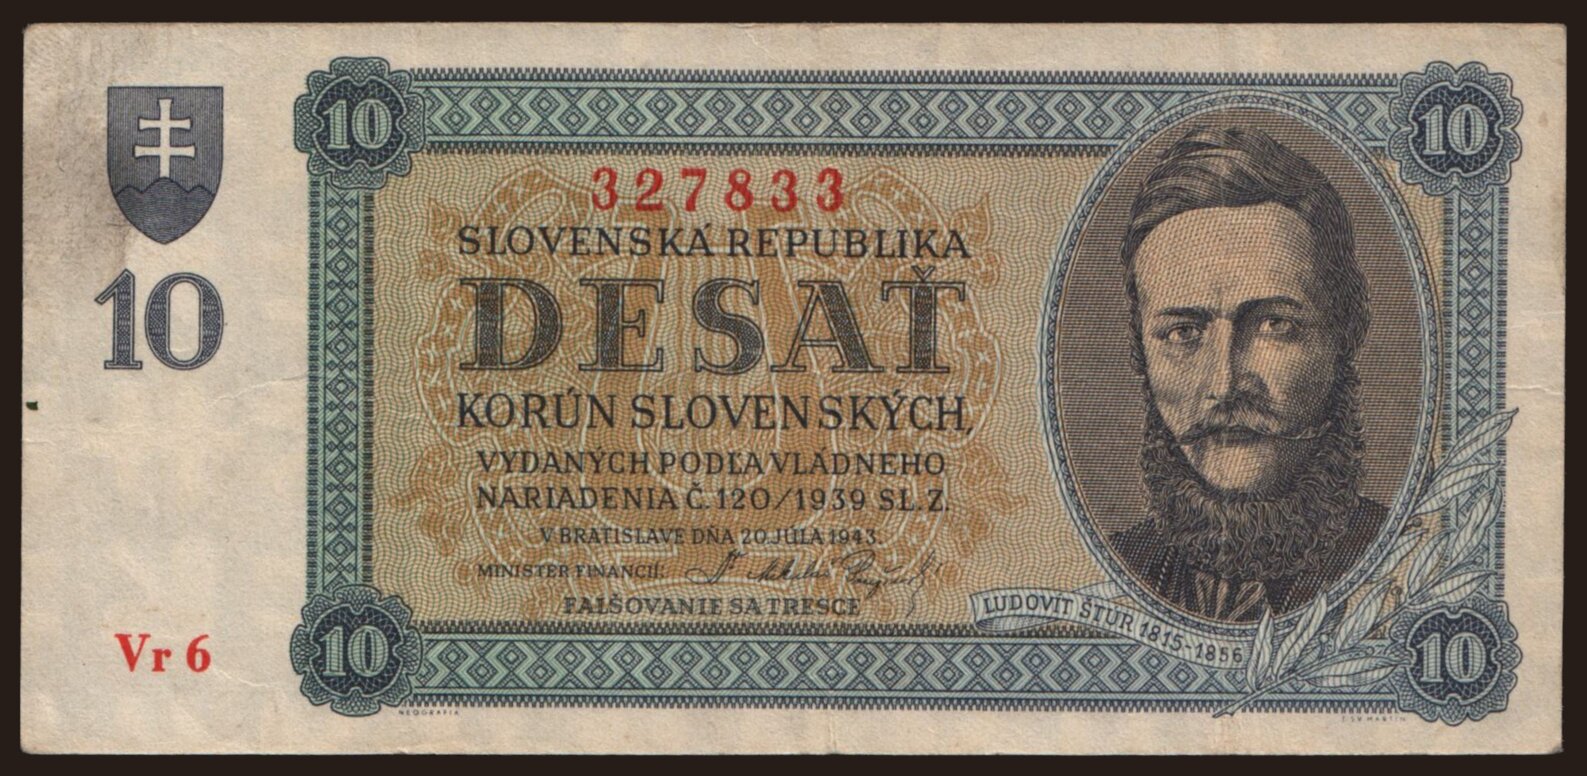 10
10
10
327833
SLOVENSKÁ REPUBLIKA
DESAŤ
KORÚN SLOVENSKÝCH,
VYDANÝCH PODĽA VLÁDNEHO
NARIADENIA Č. 120/1939 SL. Z.
V BRATISLAVE DŇA 20 JÚLA 1943.
MINISTER FINANCIÍ:
FALŠOVANIE SA TRESCE
ĽUDOVÍT ŠTÚR 1815-1856
Vr 6
10
10
NEOGRAFIA